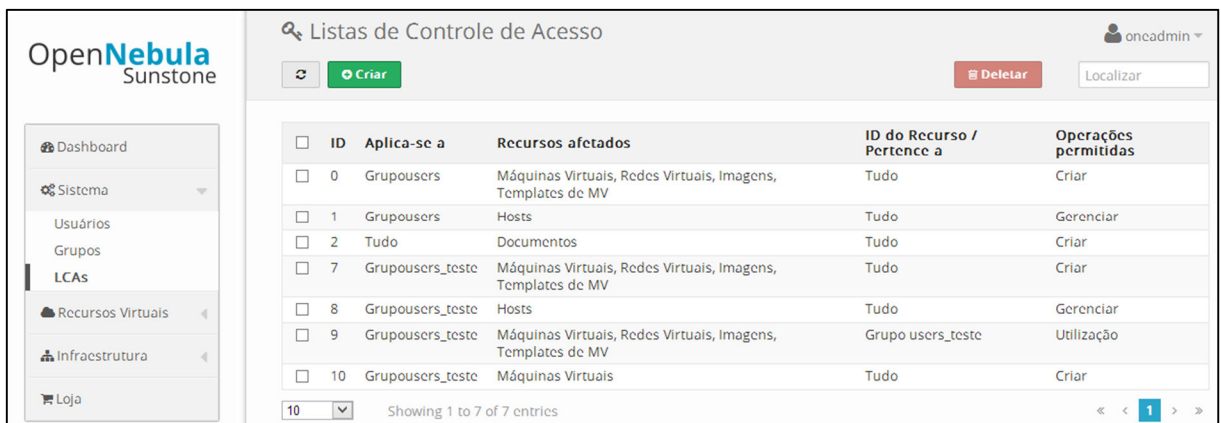 OpenNebula
Sunstone
Dashboard
Sistema
Usuários
Grupos
LCAs
Recursos Virtuais
Infraestrutura
Loja
Listas de Controle de Acesso
oneadmin
Criar
Deletar
Localizar
ID Aplica-se a Recursos afetados ID do Recurso / Pertence a Operações permitidas
0 Grupousers Máquinas Virtuais, Redes Virtuais, Imagens, Templates de MV Tudo Criar
1 Grupousers Hosts Tudo Gerenciar
2 Tudo Documentos Tudo Criar
7 Grupousers_teste Máquinas Virtuais, Redes Virtuais, Imagens, Templates de MV Tudo Criar
8 Grupousers_teste Hosts Tudo Gerenciar
9 Grupousers_teste Máquinas Virtuais, Redes Virtuais, Imagens, Templates de MV Grupo users_teste Utilização
10 Grupousers_teste Máquinas Virtuais Tudo Criar
10 Showing 1 to 7 of 7 entries « < 1 > »